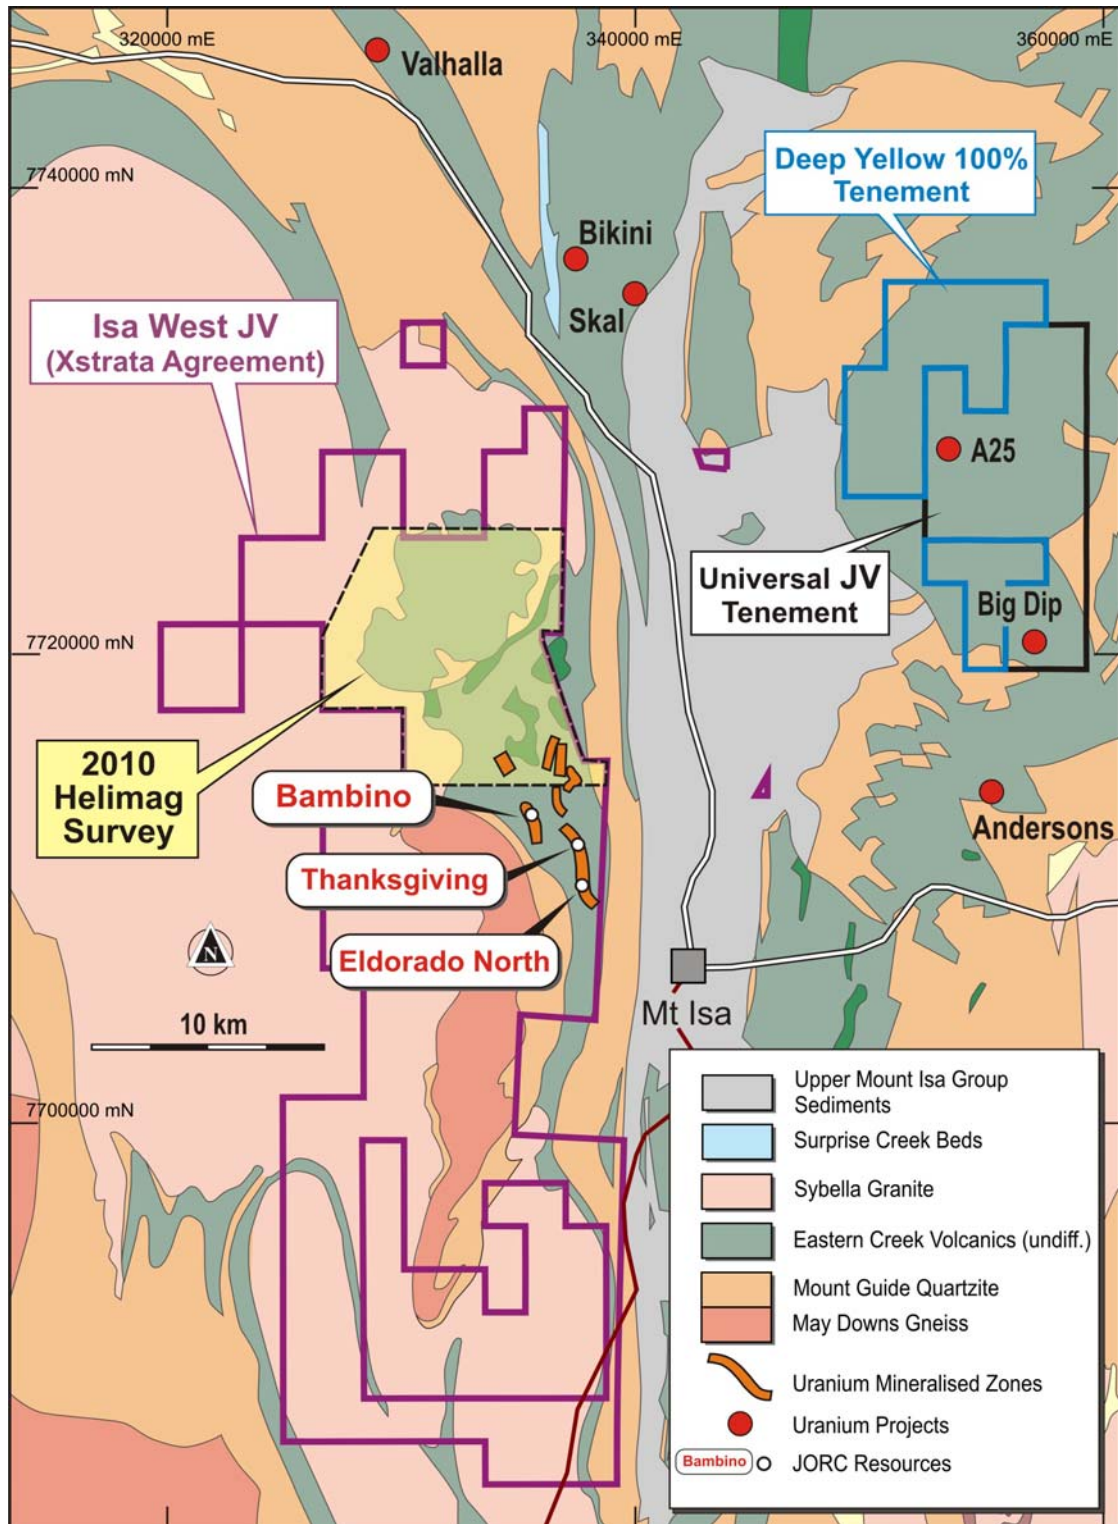 320000 mE
340000 mE
360000 mE
Valhalla
7740000 mN
Deep Yellow 100%
Tenement
Bikini
Skal
Isa West JV
(Xstrata Agreement)
A25
Universal JV
Tenement
Big Dip
7720000 mN
2010
Helimag
Survey
Bambino
Andersons
Thanksgiving
Eldorado North
N
10 km
Mt Isa
7700000 mN
Upper Mount Isa Group
Sediments
Surprise Creek Beds
Sybella Granite
Eastern Creek Volcanics (undiff.)
Mount Guide Quartzite
May Downs Gneiss
Uranium Mineralised Zones
Uranium Projects
Bambino
JORC Resources